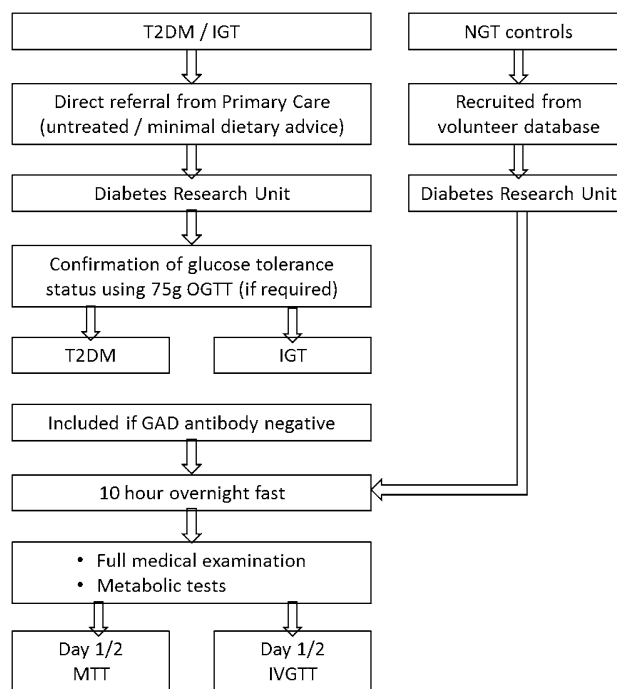 T2DM / IGT
NGT controls
Direct referral from Primary Care
(untreated / minimal dietary advice)
Recruited from
volunteer database
Diabetes Research Unit
Diabetes Research Unit
Confirmation of glucose tolerance
status using 75g OGTT (if required)
T2DM
IGT
Included if GAD antibody negative
10 hour overnight fast
• Full medical examination
• Metabolic tests
Day 1/2
MTT
Day 1/2
IVGTT